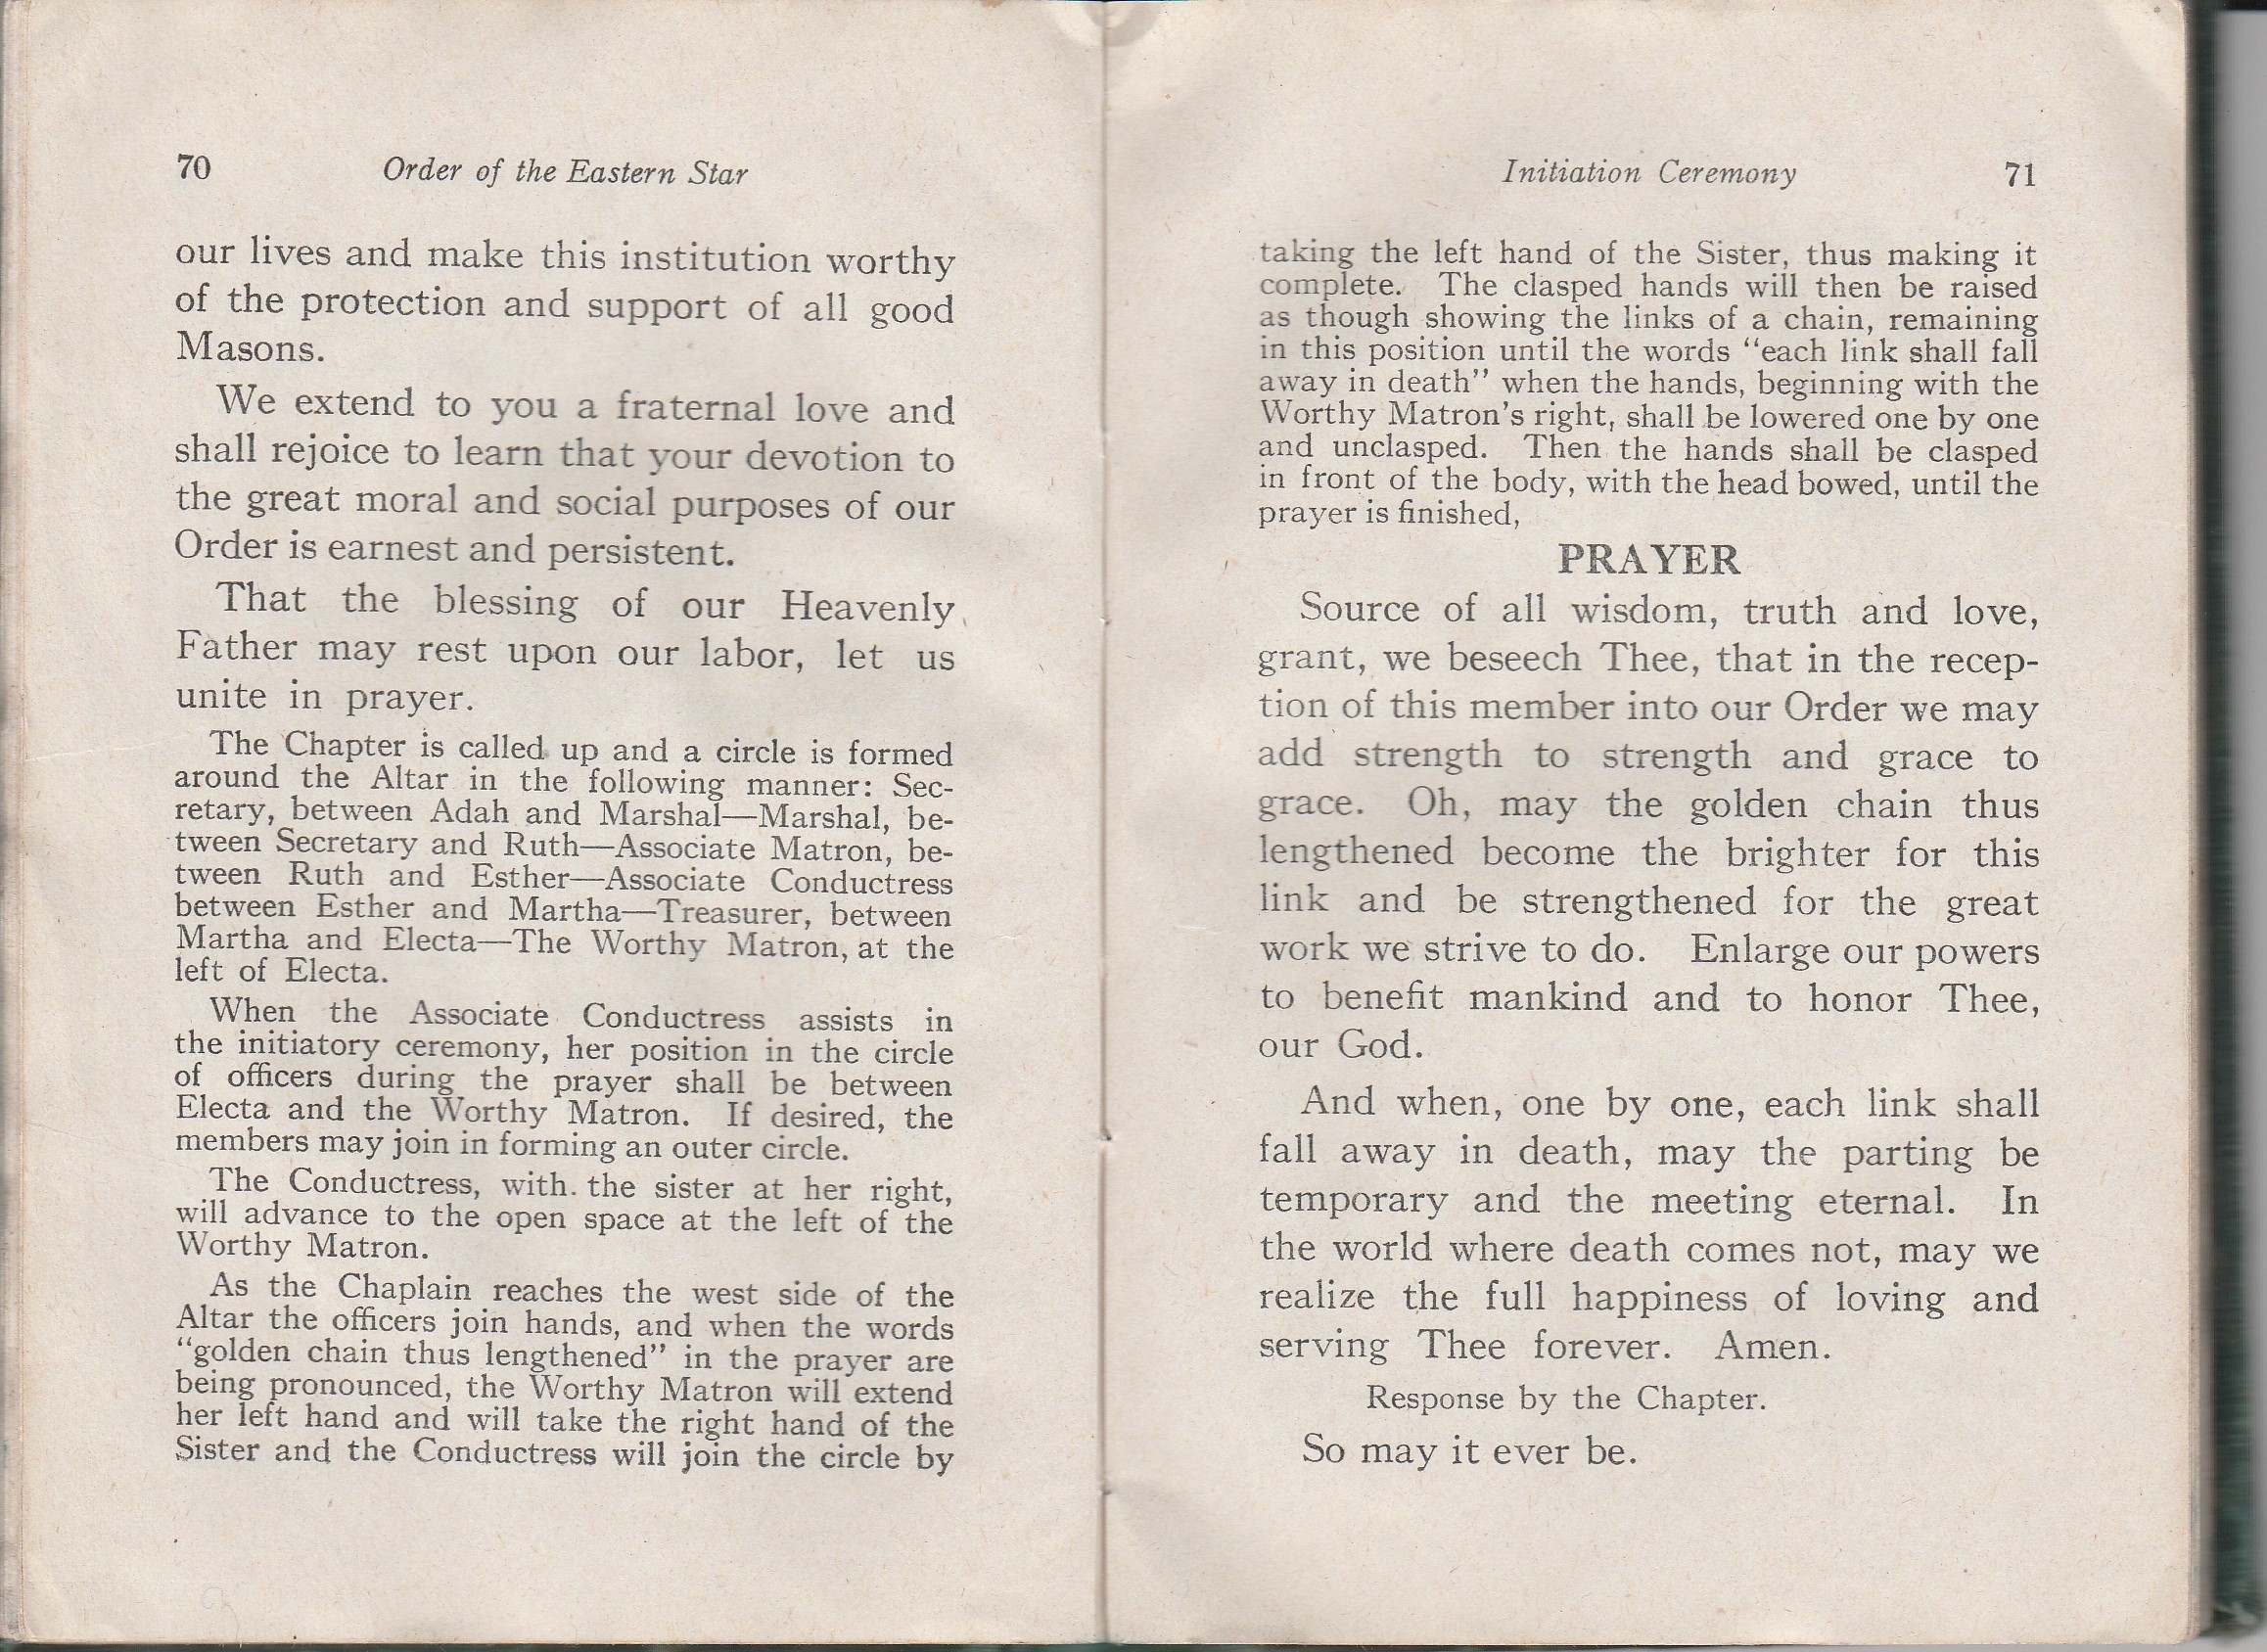 70 Order of the Eastern Star
our lives and make this institution worthy
of the protection and support of all good
Masons.
We extend to you a fraternal love and
shall rejoice to learn that your devotion to
the great moral and social purposes of our
Order is earnest and persistent.
That the blessing of our Heavenly
Father may rest upon our labor, let us
unite in prayer.
The Chapter is called up and a circle is formed
around the Altar in the following manner: Sec-
retary, between Adah and Marshal—Marshal, be-
tween Secretary and Ruth—Associate Matron, be-
tween Ruth and Esther—Associate Conductress
between Esther and Martha—Treasurer, between
Martha and Electa—The Worthy Matron, at the
left of Electa.
When the Associate Conductress assists in
the initiatory ceremony, her position in the circle
of officers during the prayer shall be between
Electa and the Worthy Matron. If desired, the
members may join in forming an outer circle.
The Conductress, with. the sister at her right,
will advance to the open space at the left of the
Worthy Matron.
As the Chaplain reaches the west side of the
Altar the officers join hands, and when the words
“golden chain thus lengthened” in the prayer are
being pronounced, the Worthy Matron will extend
her left hand and will take the right hand of the
Sister and the Conductress will join the circle by
Initiation Ceremony 71
taking the left hand of the Sister, thus making it
complete. The clasped hands will then be raised
as though showing the links of a chain, remaining
in this position until the words “each link shall fall
away in death” when the hands, beginning with the
Worthy Matron’s right, shall be lowered one by one
and unclasped. Then the hands shall be clasped
in front of the body, with the head bowed, until the
prayer is finished,
PRAYER
Source of all wisdom, truth and love,
grant, we beseech Thee, that in the recep-
tion of this member into our Order we may
add strength to strength and grace to
grace. Oh, may the golden chain thus
lengthened become the brighter for this
link and be strengthened for the great
work we strive to do. Enlarge our powers
to benefit mankind and to honor Thee,
our God.
And when, one by one, each link shall
fall away in death, may the parting be
temporary and the meeting eternal. In
the world where death comes not, may we
realize the full happiness of loving and
serving Thee forever. Amen.
Response by the Chapter.
So may it ever be.